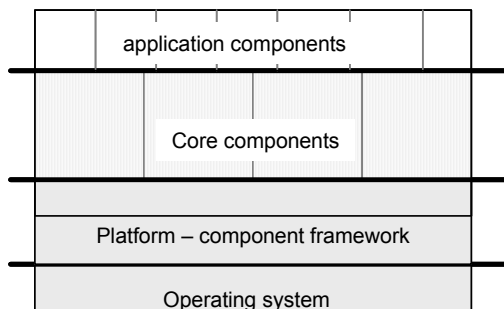 application components
Core components
Platform – component framework
Operating system